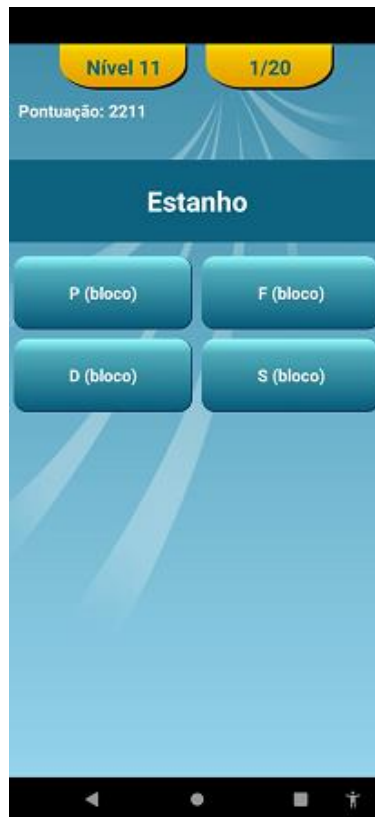 Nível 11
1/20
Pontuação: 2211
Estanho
P (bloco)
F (bloco)
D (bloco)
S (bloco)